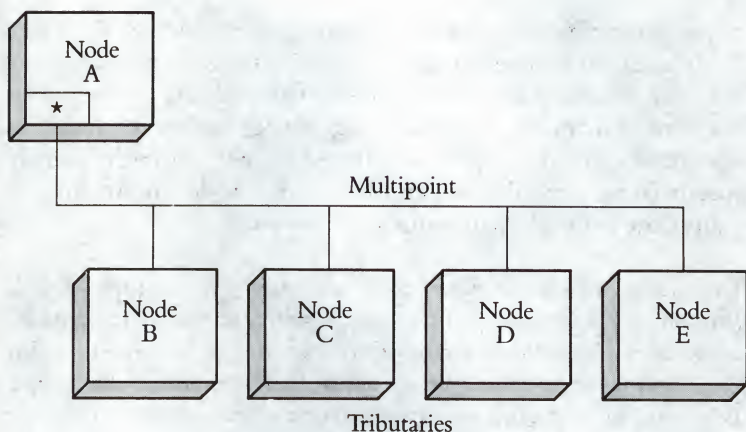 Node
A
★
Multipoint
Node
B
Node
C
Node
D
Node
E
Tributaries